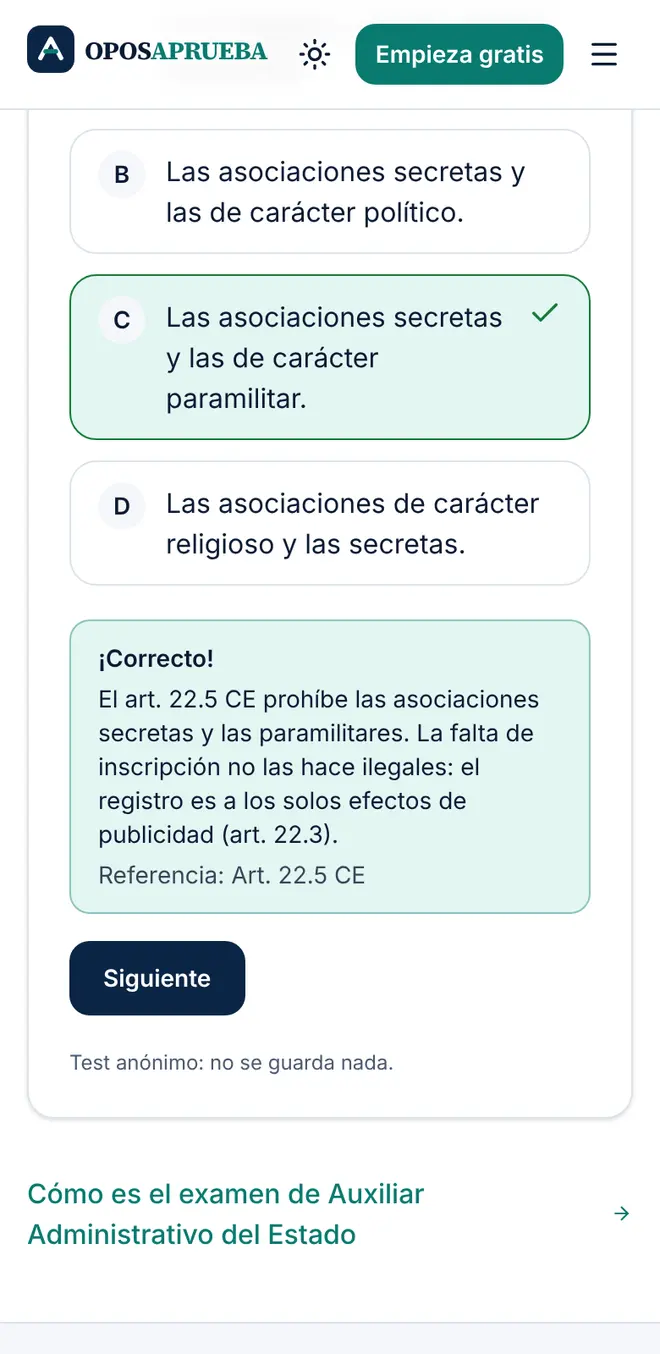 OPOSAPRUEBA
Empieza gratis
B
Las asociaciones secretas y
las de carácter político.
C
Las asociaciones secretas
y las de carácter
paramilitar.
D
Las asociaciones de carácter
religioso y las secretas.
¡Correcto!
El art. 22.5 CE prohíbe las asociaciones
secretas y las paramilitares. La falta de
inscripción no las hace ilegales: el
registro es a los solos efectos de
publicidad (art. 22.3).
Referencia: Art. 22.5 CE
Siguiente
Test anónimo: no se guarda nada.
Cómo es el examen de Auxiliar
Administrativo del Estado